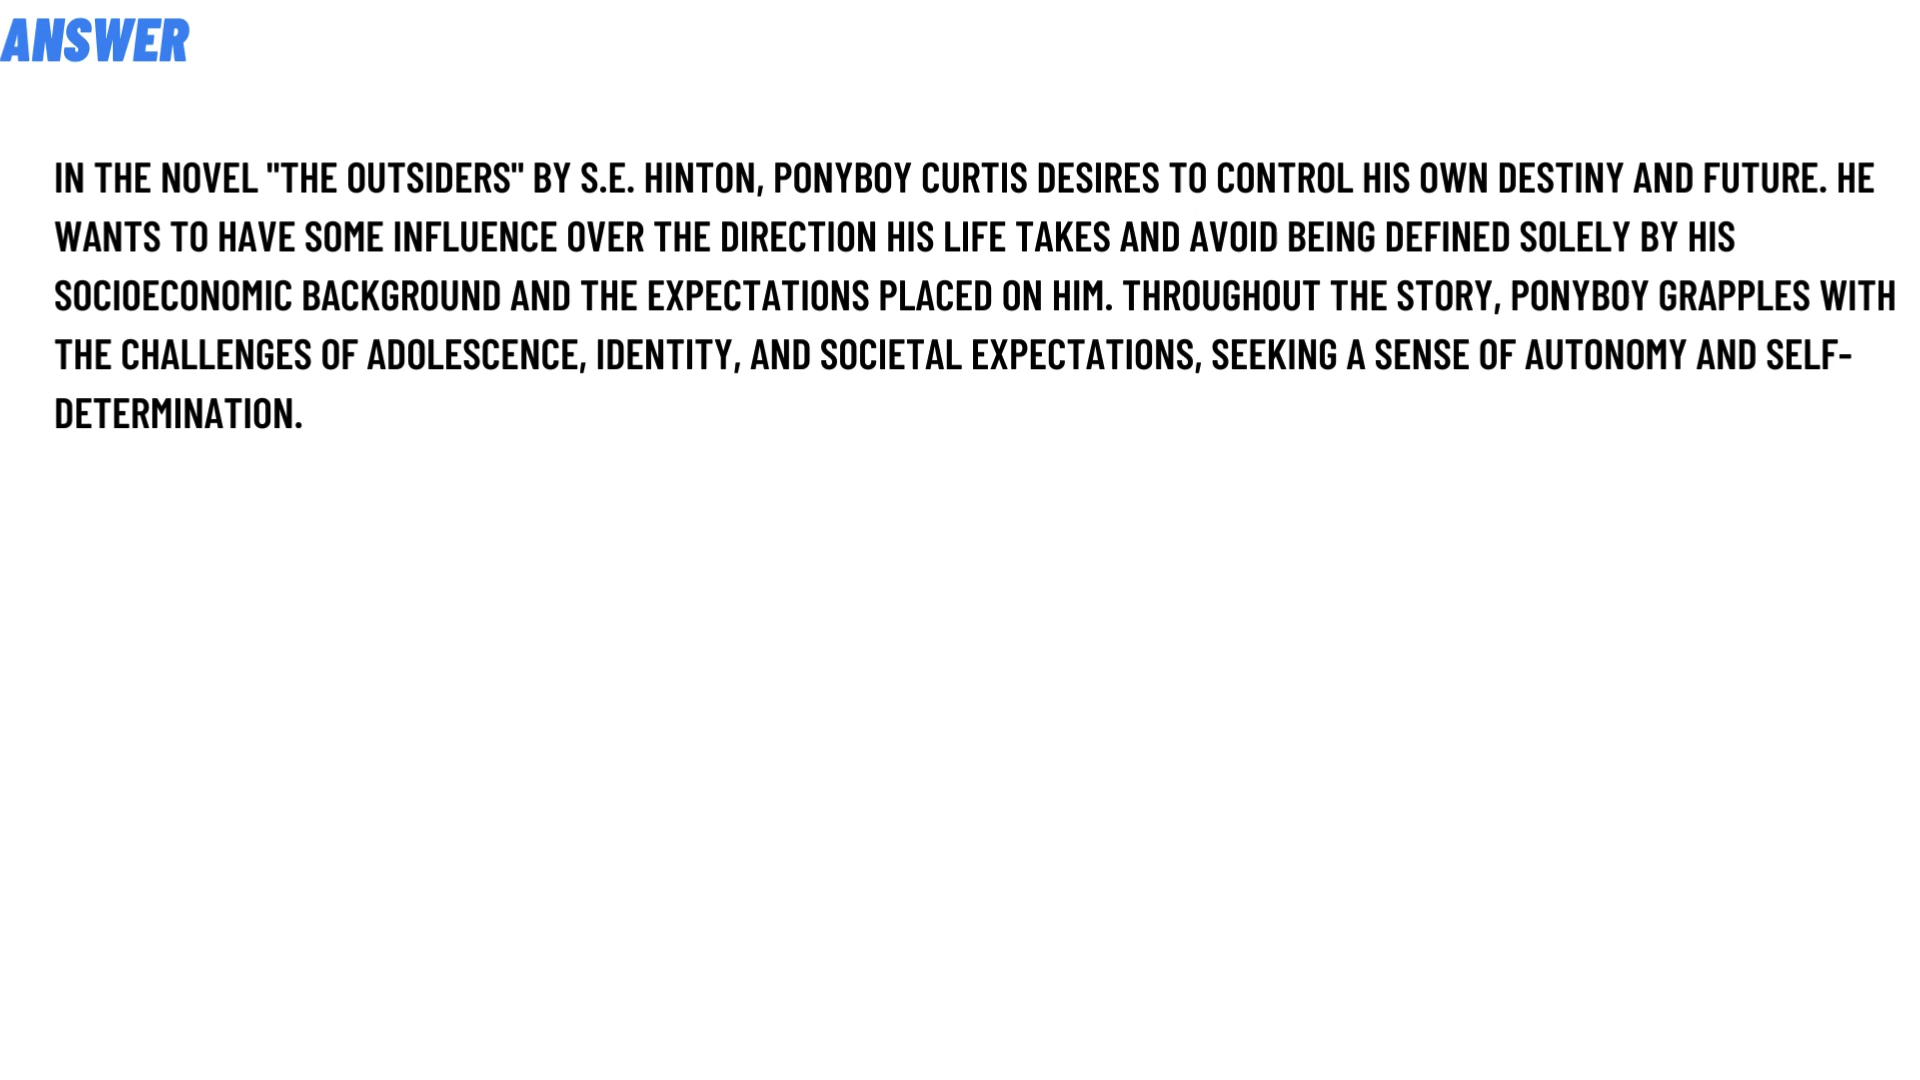 ANSWER
IN THE NOVEL "THE OUTSIDERS" BY S.E. HINTON, PONYBOY CURTIS DESIRES TO CONTROL HIS OWN DESTINY AND FUTURE. HE
WANTS TO HAVE SOME INFLUENCE OVER THE DIRECTION HIS LIFE TAKES AND AVOID BEING DEFINED SOLELY BY HIS
SOCIOECONOMIC BACKGROUND AND THE EXPECTATIONS PLACED ON HIM. THROUGHOUT THE STORY, PONYBOY GRAPPLES WITH
THE CHALLENGES OF ADOLESCENCE, IDENTITY, AND SOCIETAL EXPECTATIONS, SEEKING A SENSE OF AUTONOMY AND SELF-
DETERMINATION.